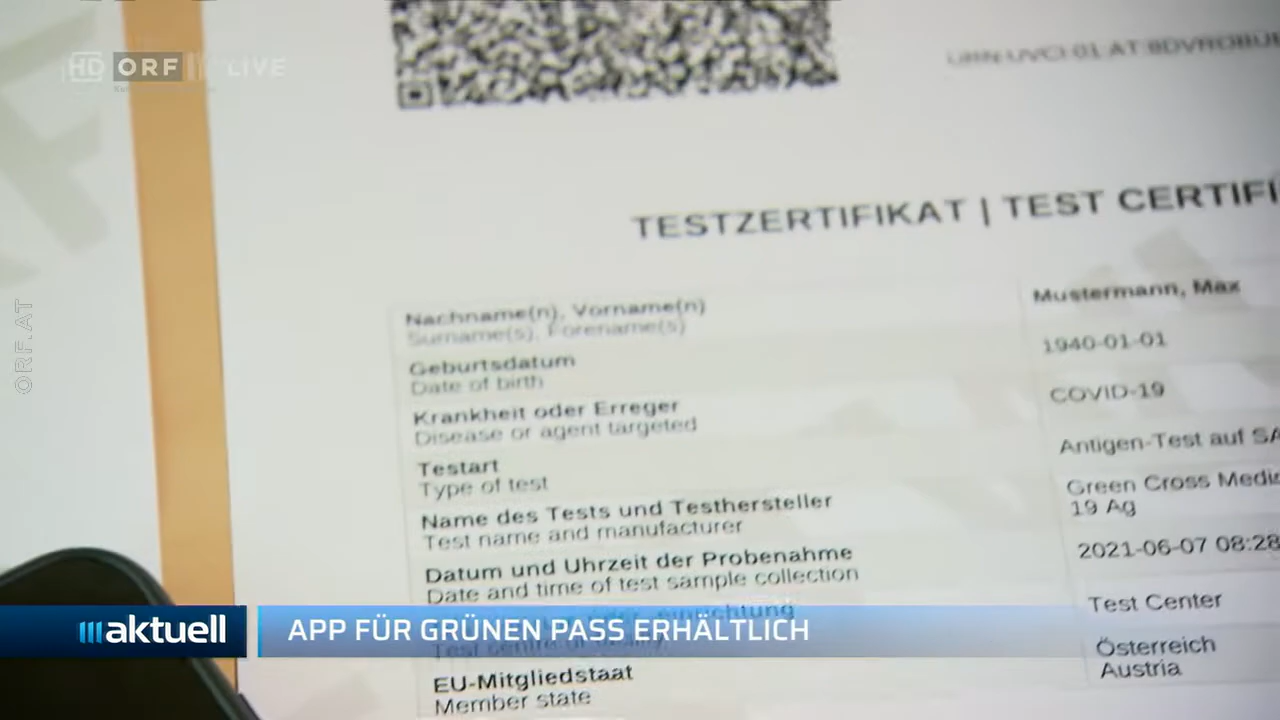 HD ORF LIVE
ORF.AT
TESTZERTIFIKAT | TEST CERTIFI
Nachname(n), Vorname(n)
Surname(s), Forename(s)
Mustermann, Max
Geburtsdatum
Date of birth
1940-01-01
Krankheit oder Erreger
Disease or agent targeted
COVID-19
Testart
Type of test
Antigen-Test auf SA
Name des Tests und Testhersteller
Test name and manufacturer
Green Cross Medi
19 Ag
Datum und Uhrzeit der Probenahme
Date and time of test sample collection
2021-06-07 08:28
Test Center
aktuell
APP FÜR GRÜNEN PASS ERHÄLTLICH
EU-Mitgliedstaat
Member state
Österreich
Austria